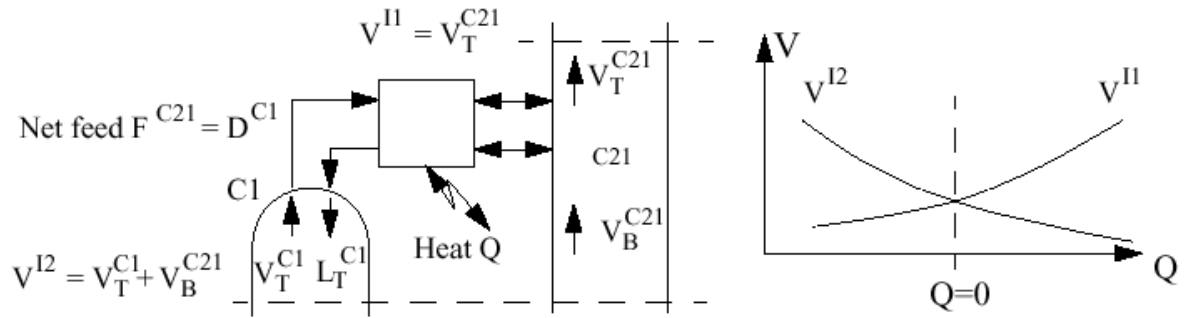 V^I1 = V_T^C21
V_T^C21
Net feed F^C21 = D^C1
C21
C1
V_B^C21
Heat Q
V^I2 = V_T^C1 + V_B^C21
V_T^C1
L_T^C1
V
V^I2
V^I1
Q
Q=0